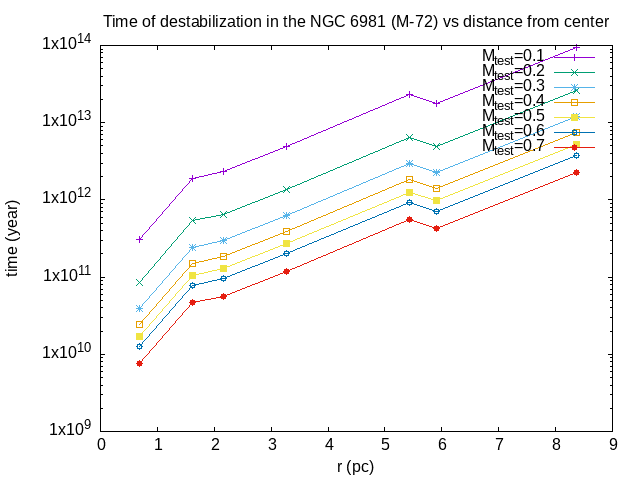 Time of destabilization in the NGC 6981 (M-72) vs distance from center
1x10^14
1x10^13
1x10^12
1x10^11
1x10^10
1x10^9
time (year)
M_test=0.1
M_test=0.2
M_test=0.3
M_test=0.4
M_test=0.5
M_test=0.6
M_test=0.7
0 1 2 3 4 5 6 7 8 9
r (pc)